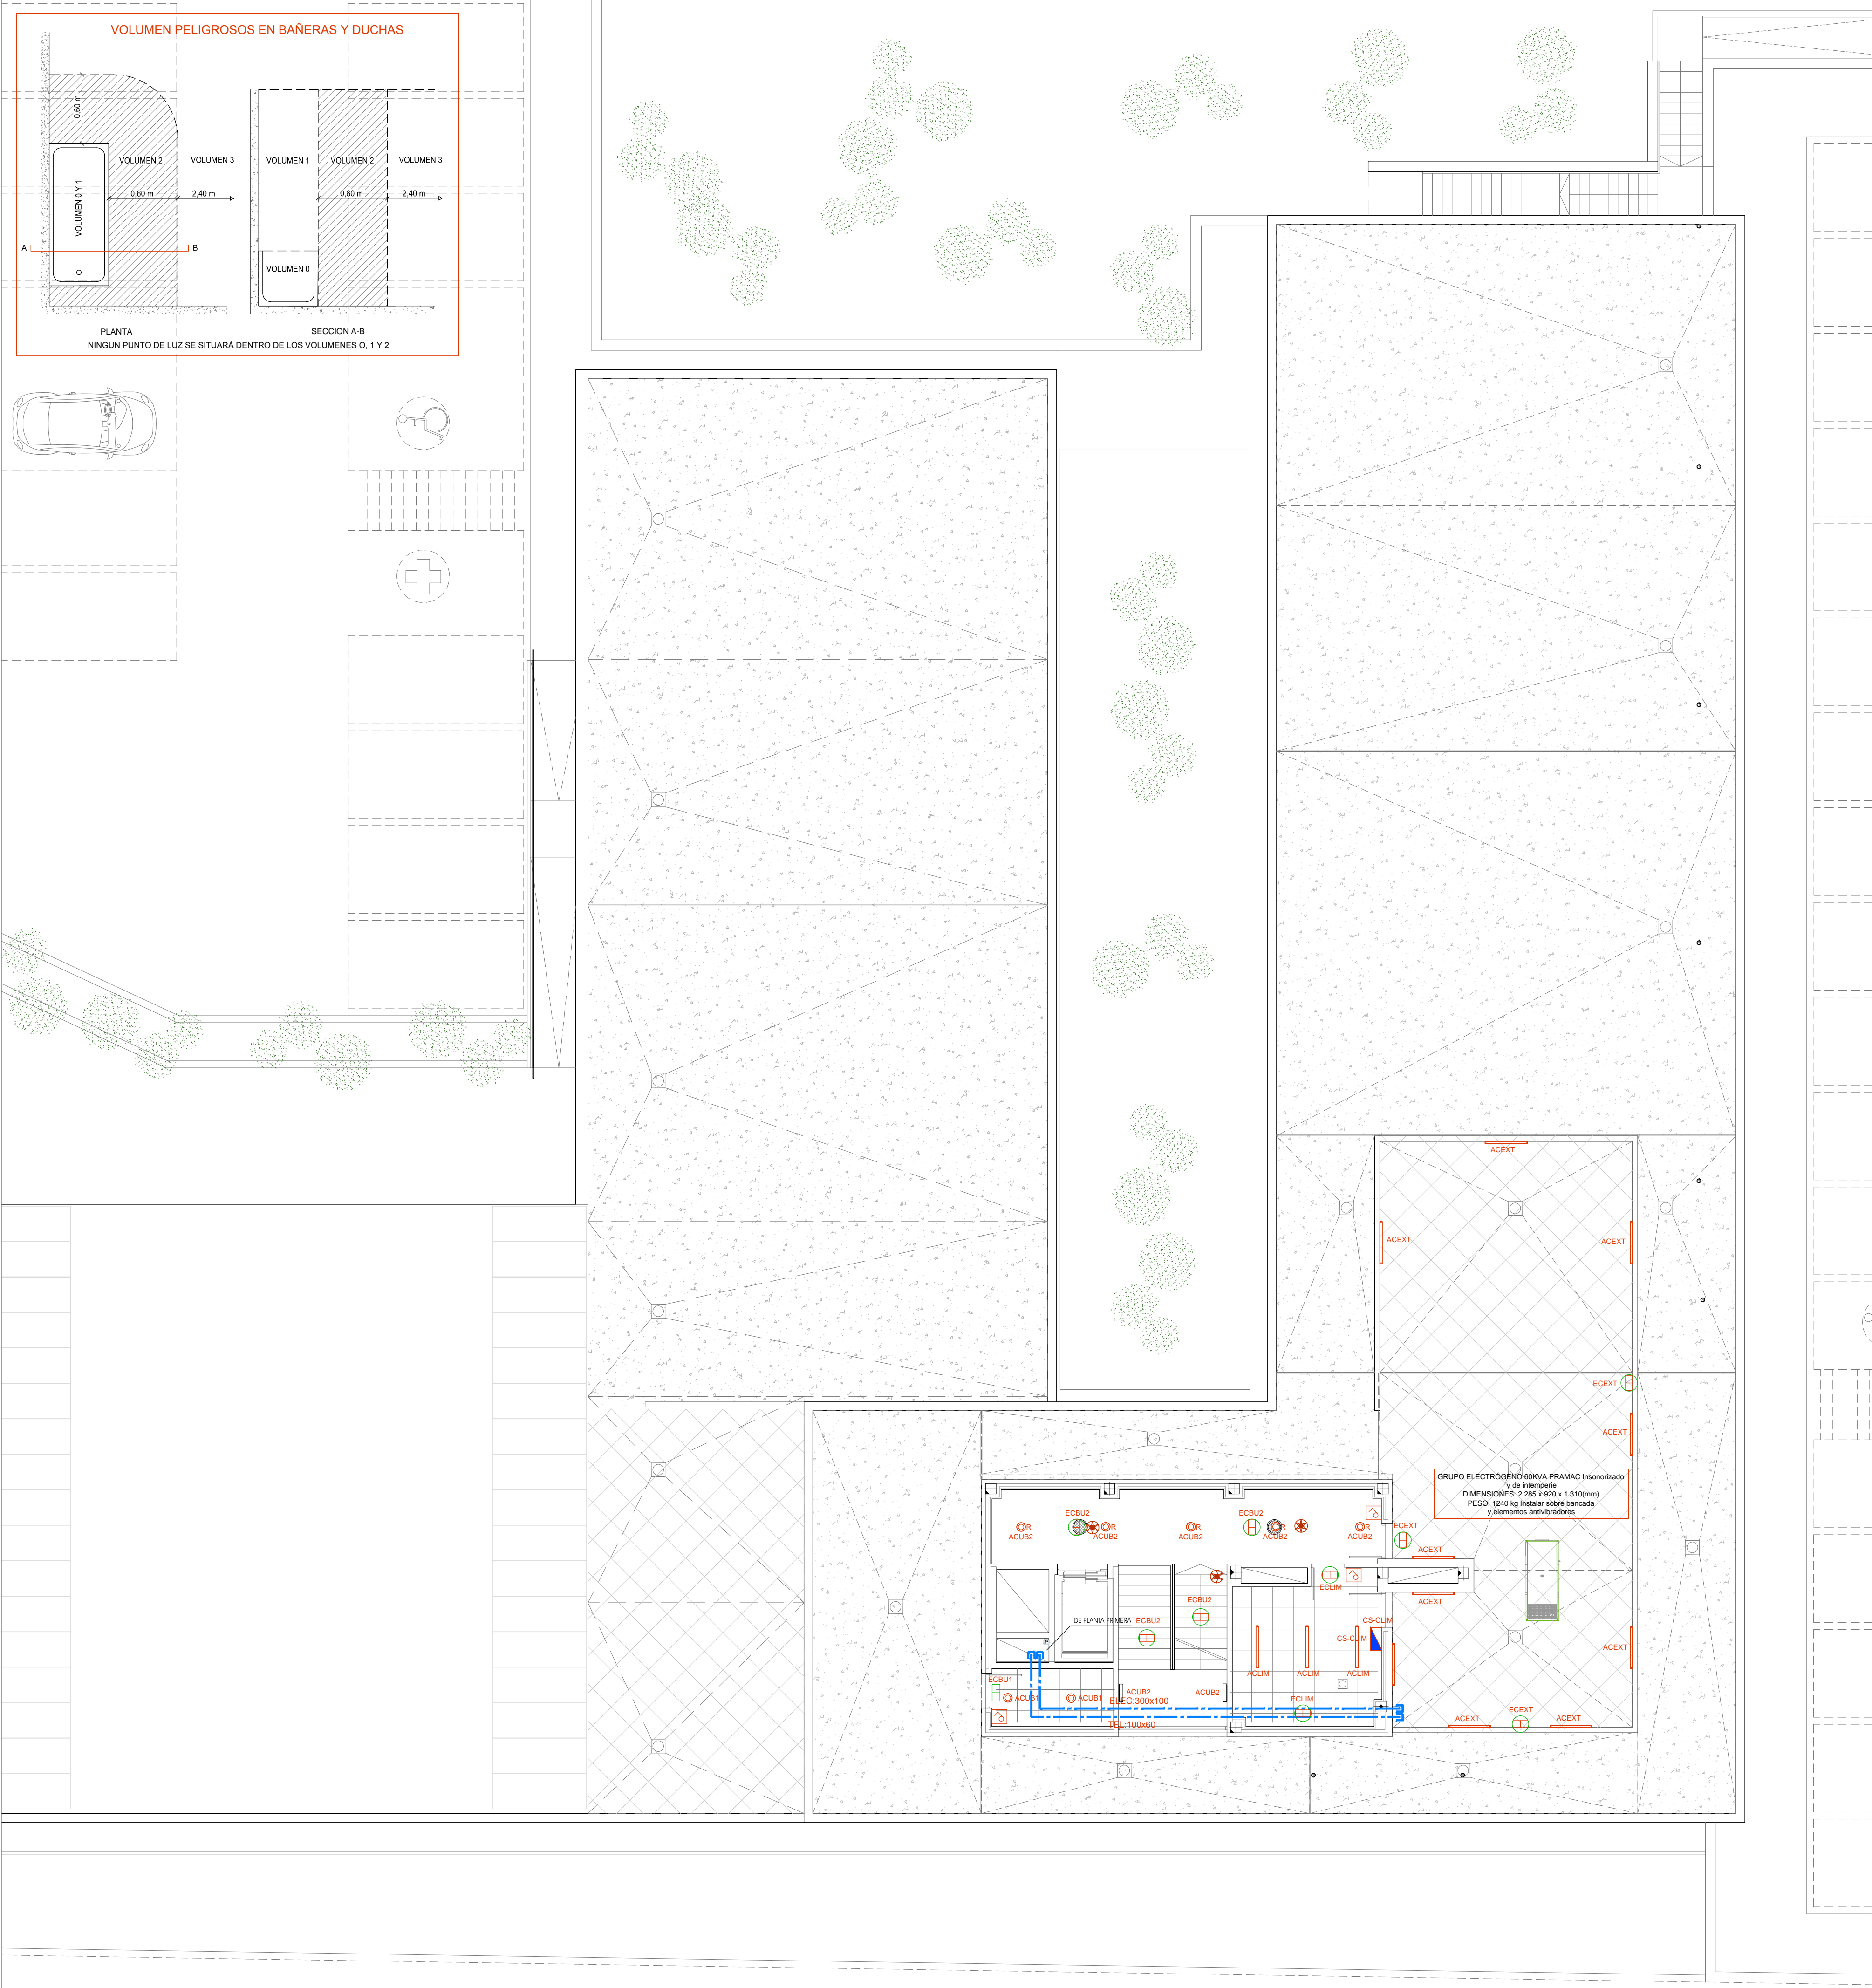 VOLUMEN PELIGROSOS EN BAÑERAS Y DUCHAS
0,60 m
VOLUMEN 2
VOLUMEN 3
VOLUMEN 0 Y 1
0,60 m
2,40 m
A
B
VOLUMEN 1
VOLUMEN 2
VOLUMEN 3
0,60 m
2,40 m
VOLUMEN 0
PLANTA
SECCION A-B
NINGUN PUNTO DE LUZ SE SITUARÁ DENTRO DE LOS VOLUMENES O, 1 Y 2
ACEXT
ACEXT
ACEXT
ECEXT
ACEXT
GRUPO ELECTRÓGENO 60KVA PRAMAC Insonorizado
y de intemperie
DIMENSIONES: 2.285 x 920 x 1.310(mm)
PESO: 1240 kg Instalar sobre bancada
y elementos antivibradores
ECBU2
ECBU2
R
R
R
R
R
ACUB2
ACUB2
ACUB2
ACUB2
ACUB2
ECEXT
ACEXT
ECLIM
ACEXT
ECBU2
DE PLANTA PRIMERA
ECBU2
CS-CLIM
CS-CLIM
ACEXT
ACLIM
ACLIM
ACLIM
ECBU1
ACUB1
ACUB1
ACUB2
ACUB2
ELEC:300x100
ECLIM
TEL:100x60
ACEXT
ECEXT
ACEXT